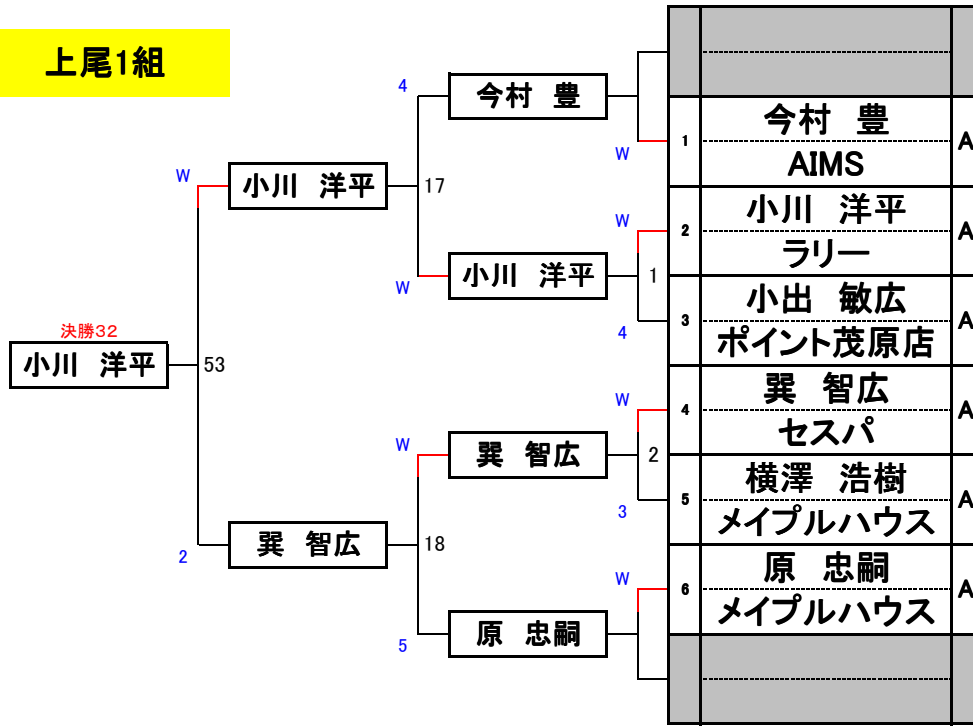 上尾1組
決勝32
小川 洋平
53
W
小川 洋平
17
2
巽 智広
18
4
今村 豊
W
W
小川 洋平
1
W
4
W
巽 智広
2
W
3
5
原 忠嗣
W
1
今村 豊
AIMS
A
2
小川 洋平
ラリー
A
3
小出 敏広
ポイント茂原店
A
4
巽 智広
セスパ
A
5
横澤 浩樹
メイプルハウス
A
6
原 忠嗣
メイプルハウス
A